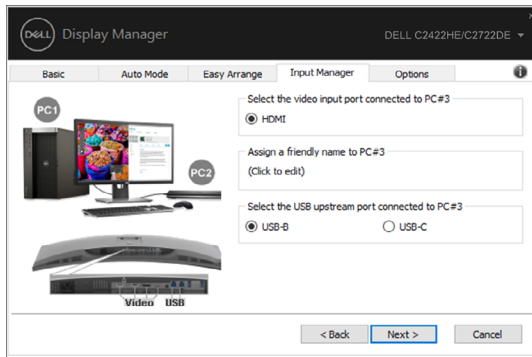 DELL Display Manager
DELL C2422HE/C2722DE
Basic Auto Mode Easy Arrange Input Manager Options
PC1
PC2
Video USB
Select the video input port connected to PC#3
HDMI
Assign a friendly name to PC#3
(Click to edit)
Select the USB upstream port connected to PC#3
USB-B USB-C
< Back Next > Cancel